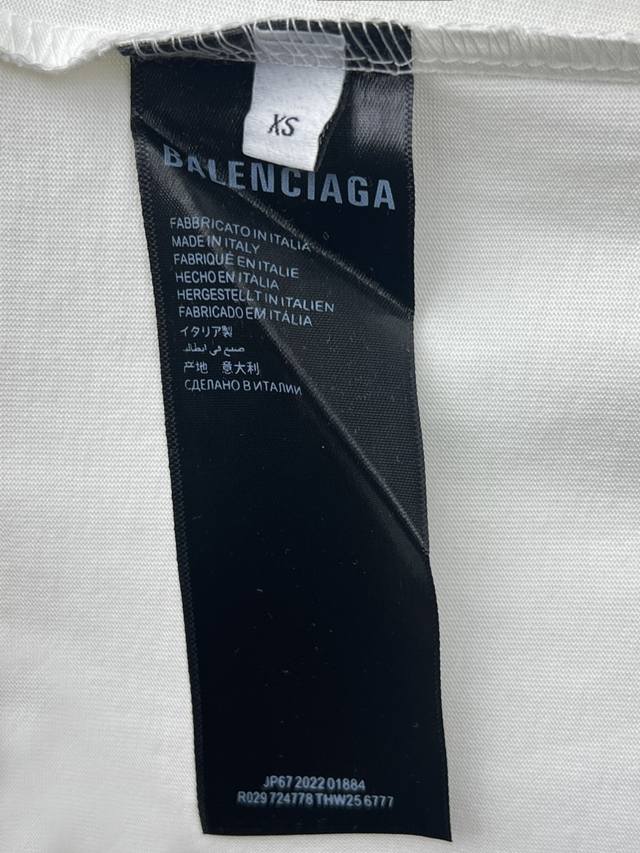 XS
BALENCIAGA
FABBRICATO IN ITALIA
MADE IN ITALY
FABRIQUÉ EN ITALIE
HECHO EN ITALIA
HERGESTELLT IN ITALIEN
FABRICADO EM ITÁLIA
イタリア製
صنع في ايطاليا
产地 意大利
СДЕЛАНО В ИТАЛИИ
JP67 2022 01884
R029 724778 THW25 6777